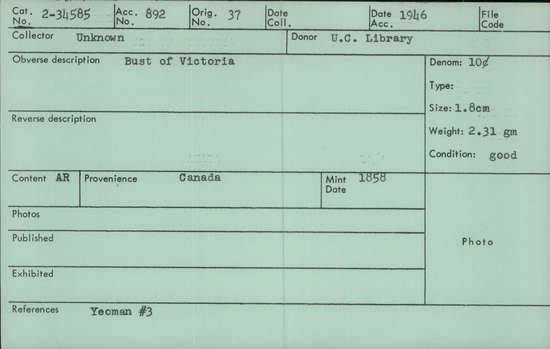 Cat. No. 2-34585 Acc. No. 892 Orig. No. 37 Date Coll. Date Acc. 1946 File Code
Collector Unknown Donor U.C. Library
Obverse description Bust of Victoria
Denom: 10¢
Type:
Size: 1.8cm
Reverse description
Weight: 2.31 gm
Condition: good
Content AR Provenience Canada Mint Date 1858
Photos
Published
Photo
Exhibited
References Yeoman #3